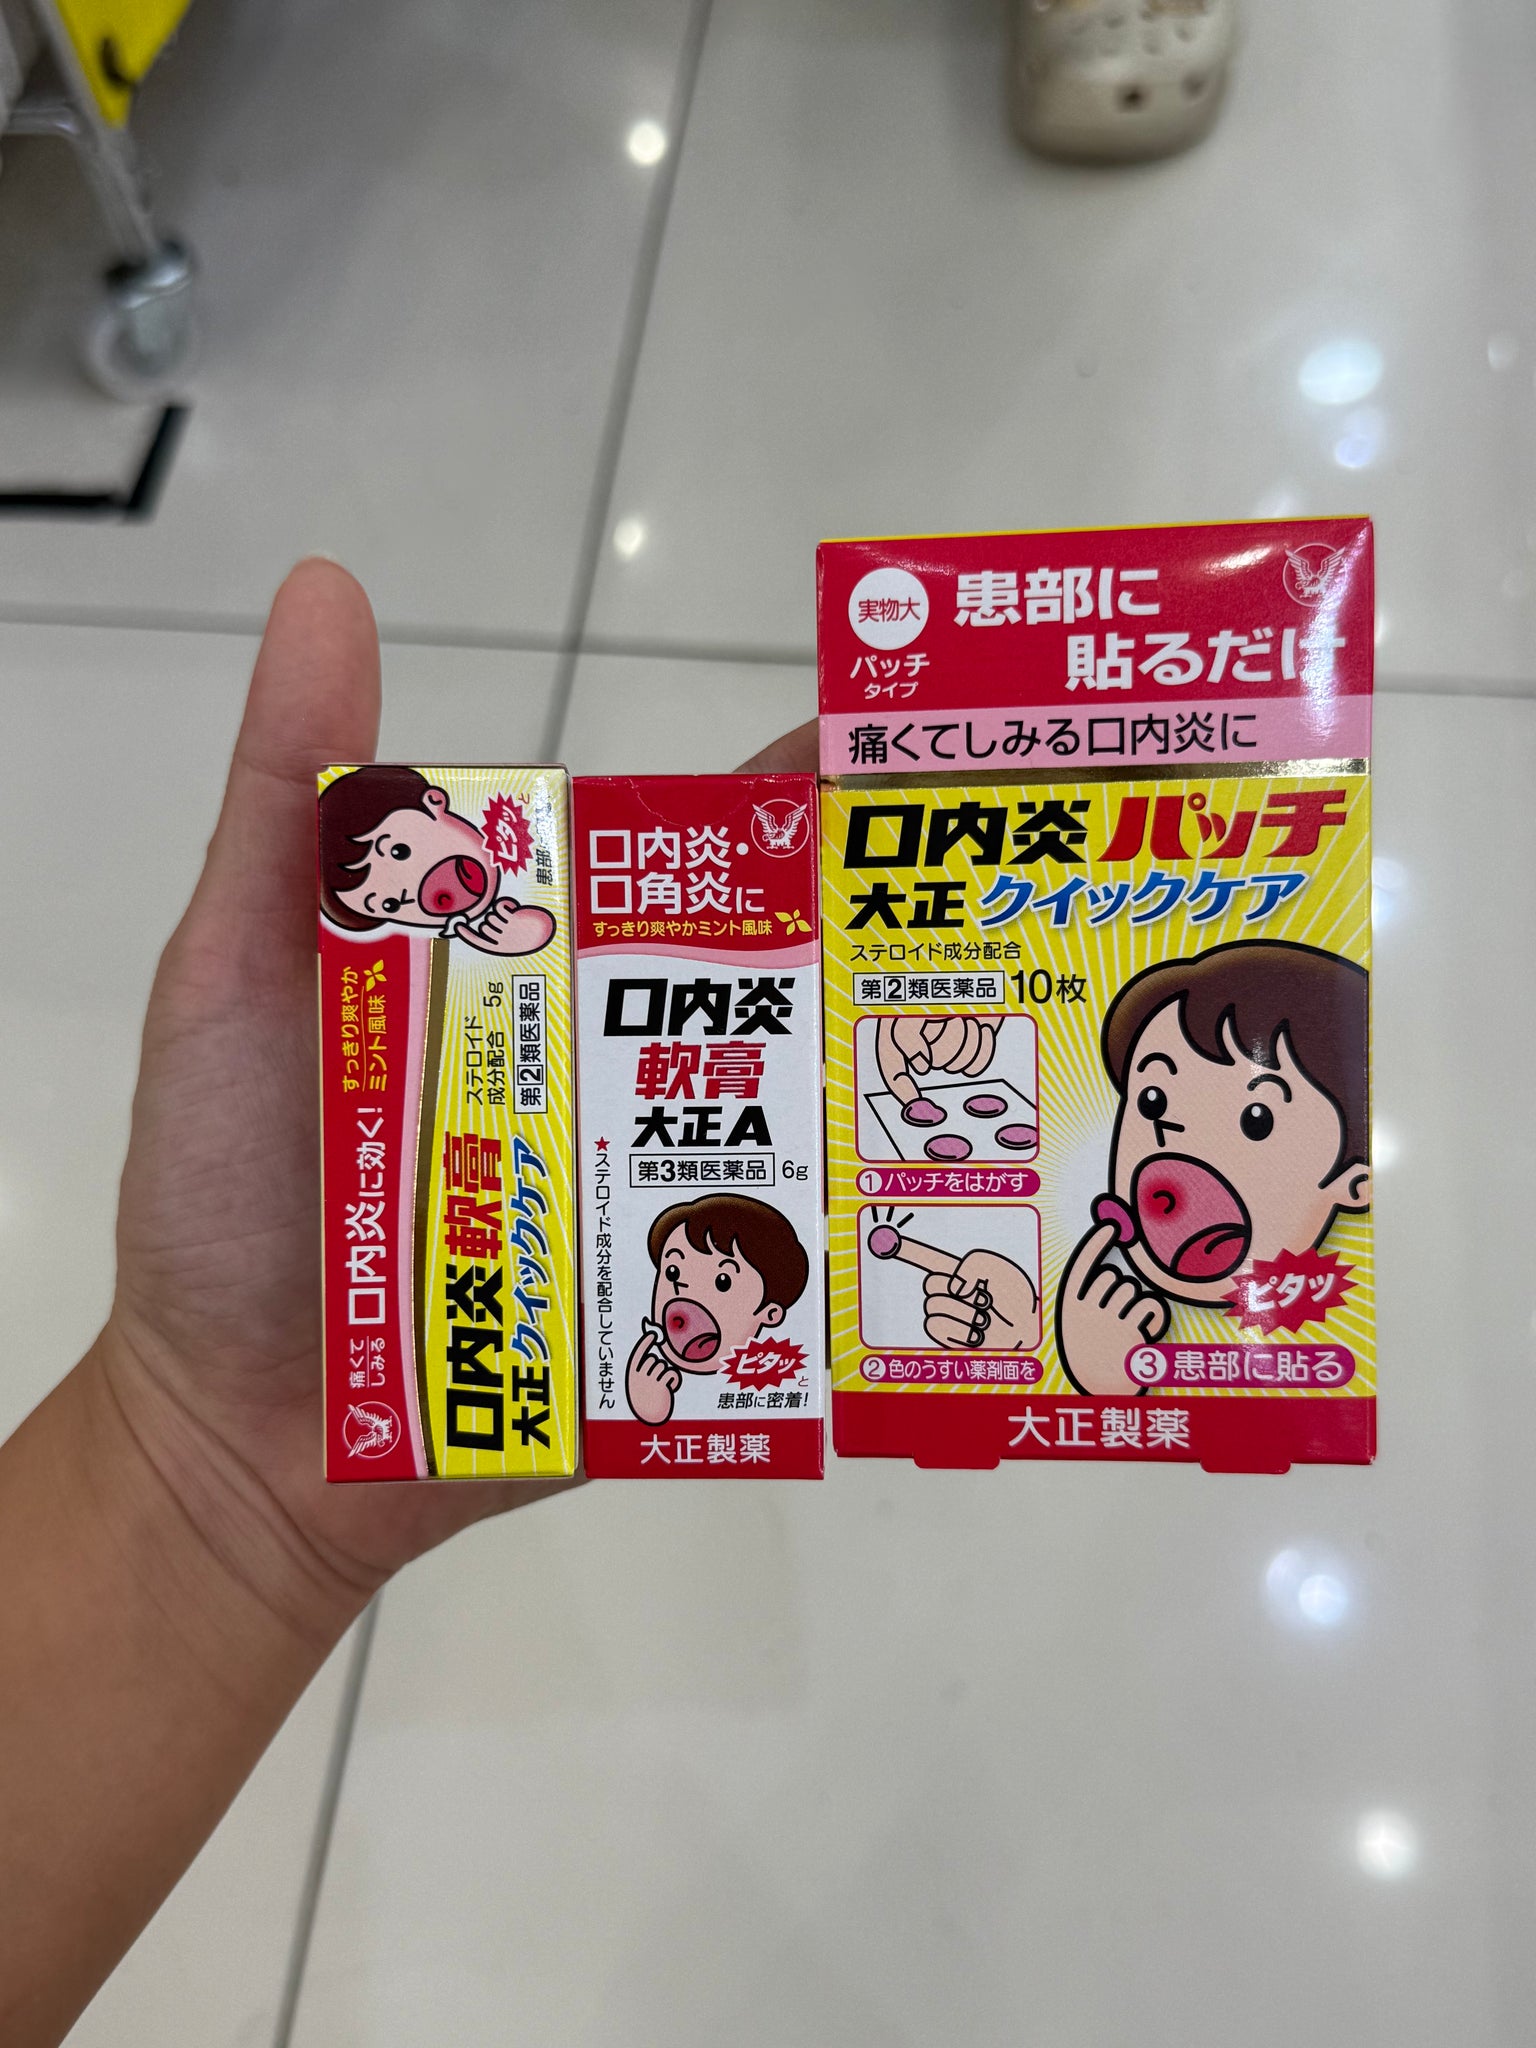 ピタッ
と
患部に
すっきり爽やか
ミント風味
痛くて
しみる
口内炎に効く!
ステロイド
成分配合
5g
第2類医薬品
口内炎軟膏
大正クイックケア
口内炎・
口角炎に
すっきり爽やかミント風味
口内炎
軟膏
大正A
第3類医薬品 6g
★ステロイド成分を配合していません
ピタッと
患部に密着!
大正製薬
実物大
パッチ
タイプ
患部に
貼るだけ
痛くてしみる口内炎に
口内炎パッチ
大正クイックケア
ステロイド成分配合
第2類医薬品 10枚
1 パッチをはがす
2 色のうすい薬剤面を
ピタッ
3 患部に貼る
大正製薬